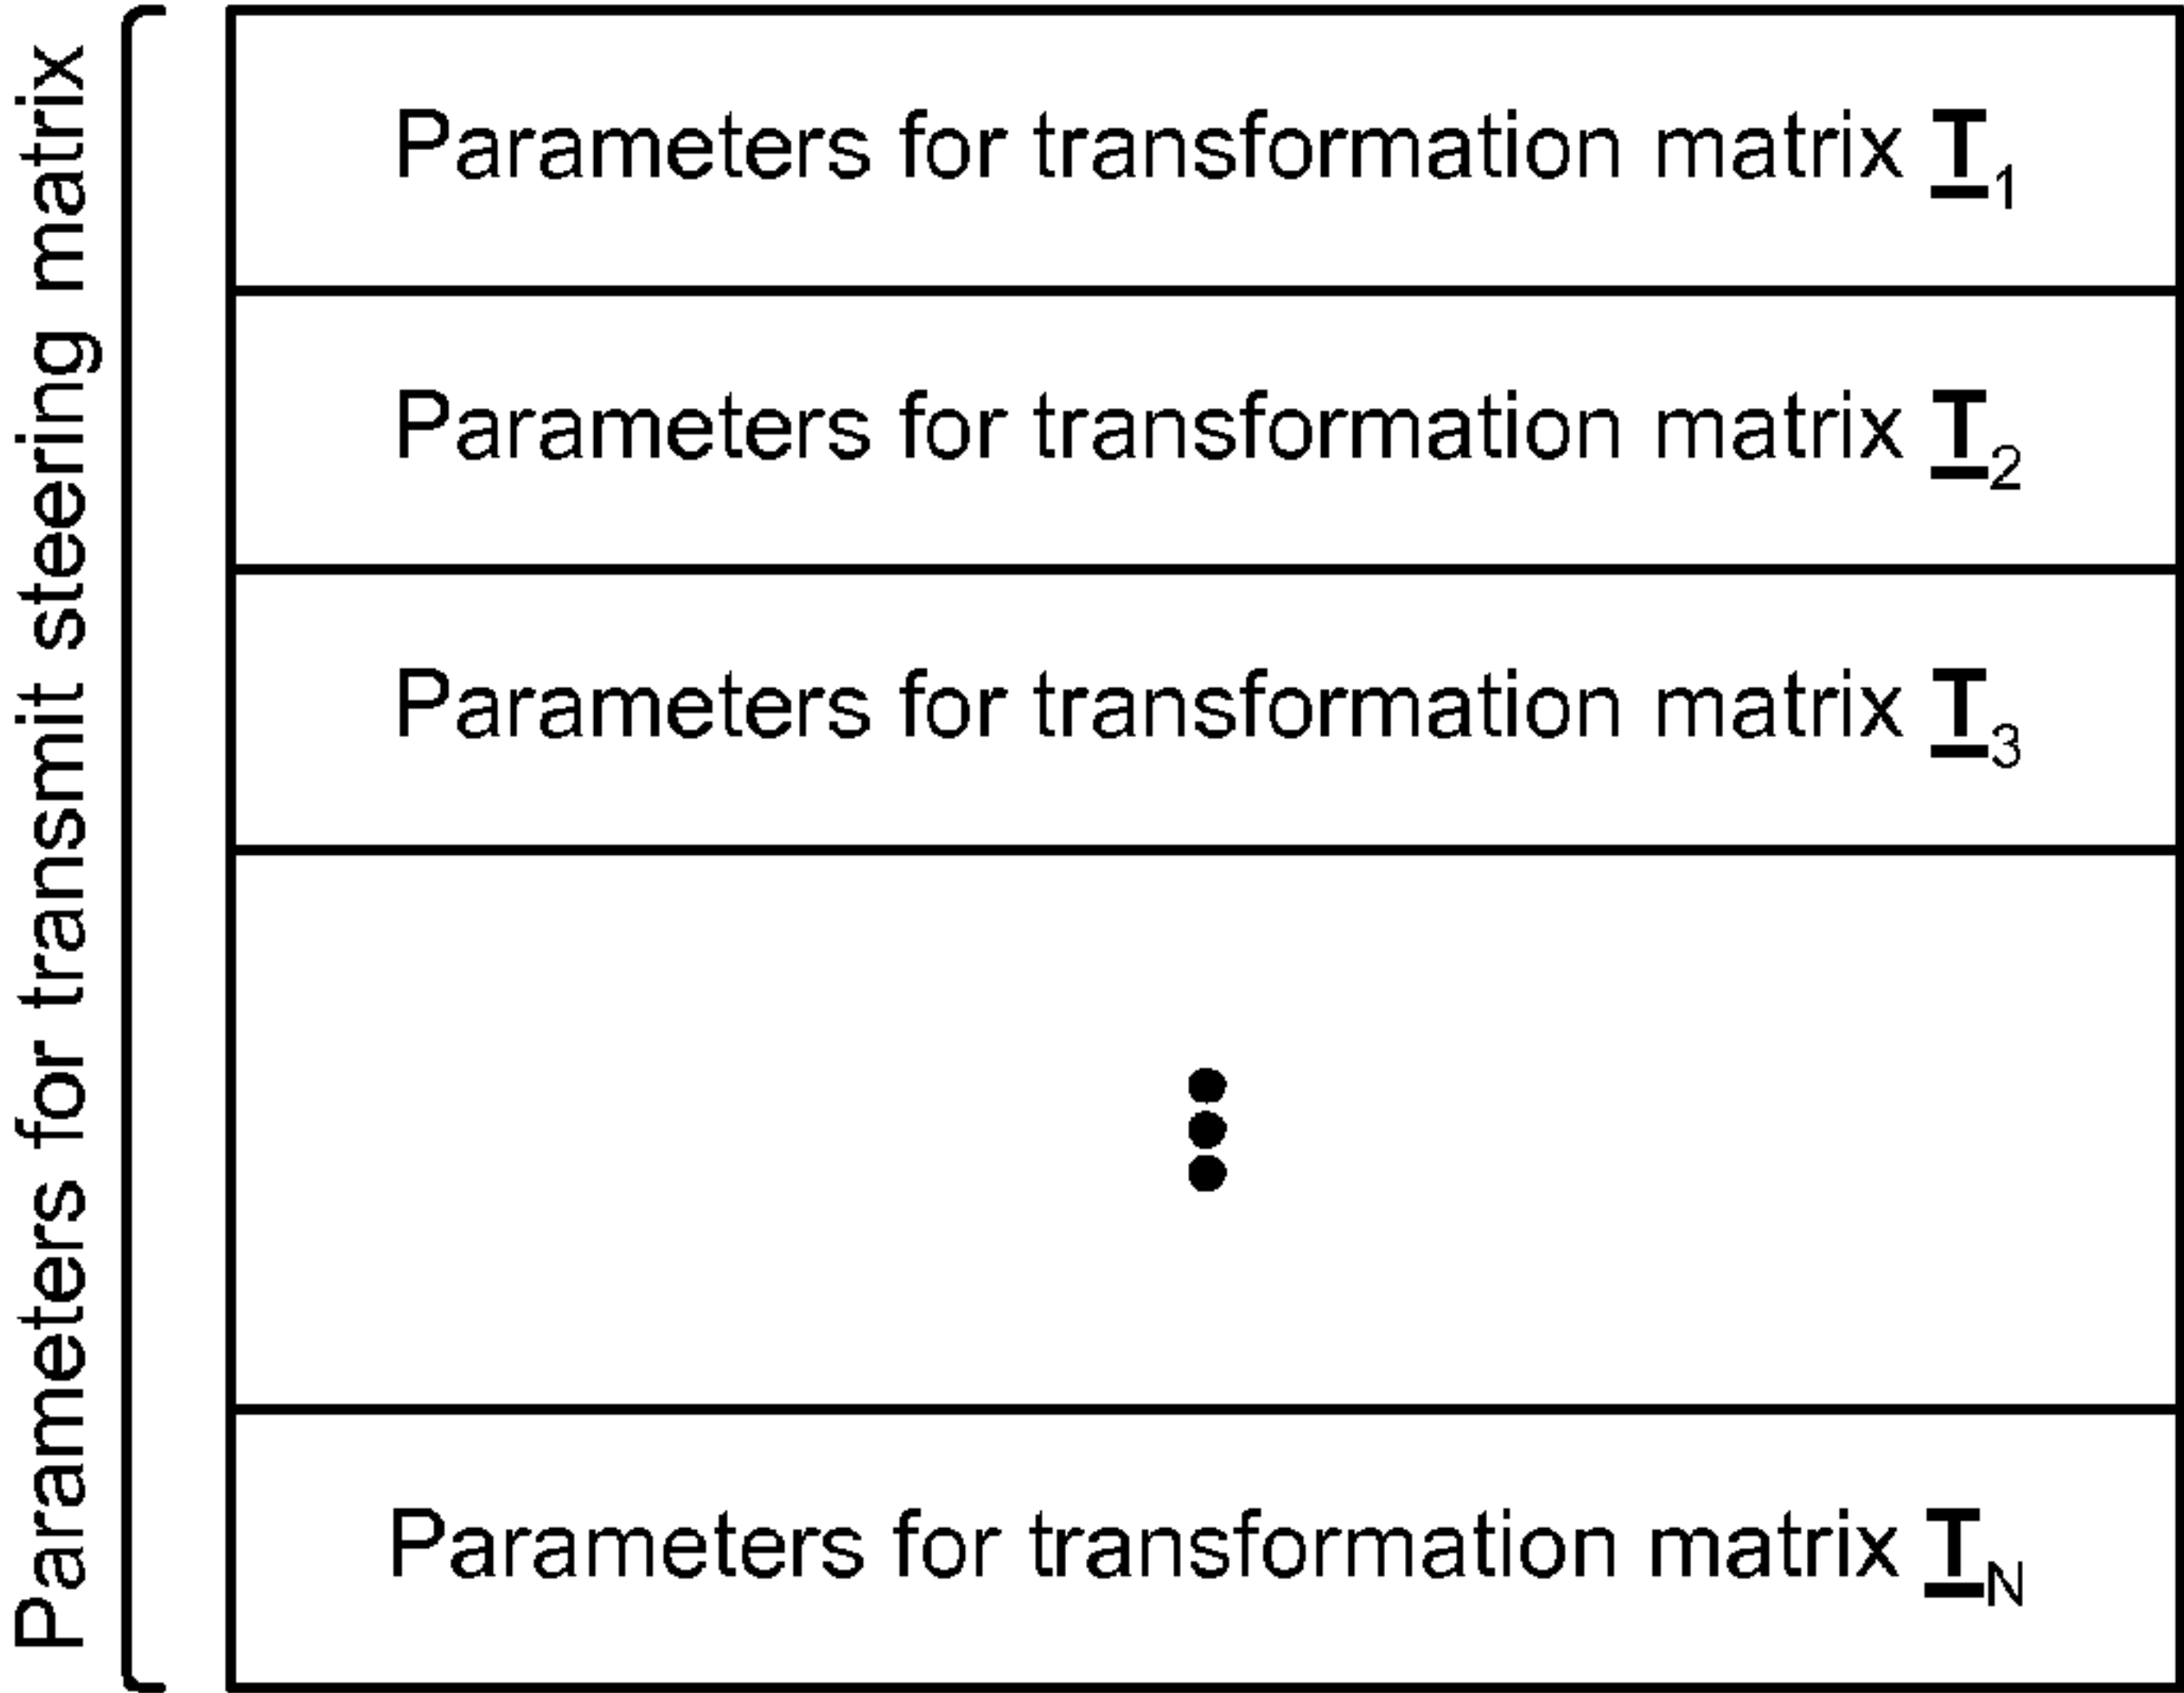 Parameters for transmit steering matrix
Parameters for transformation matrix T1
Parameters for transformation matrix T2
Parameters for transformation matrix T3
Parameters for transformation matrix TN